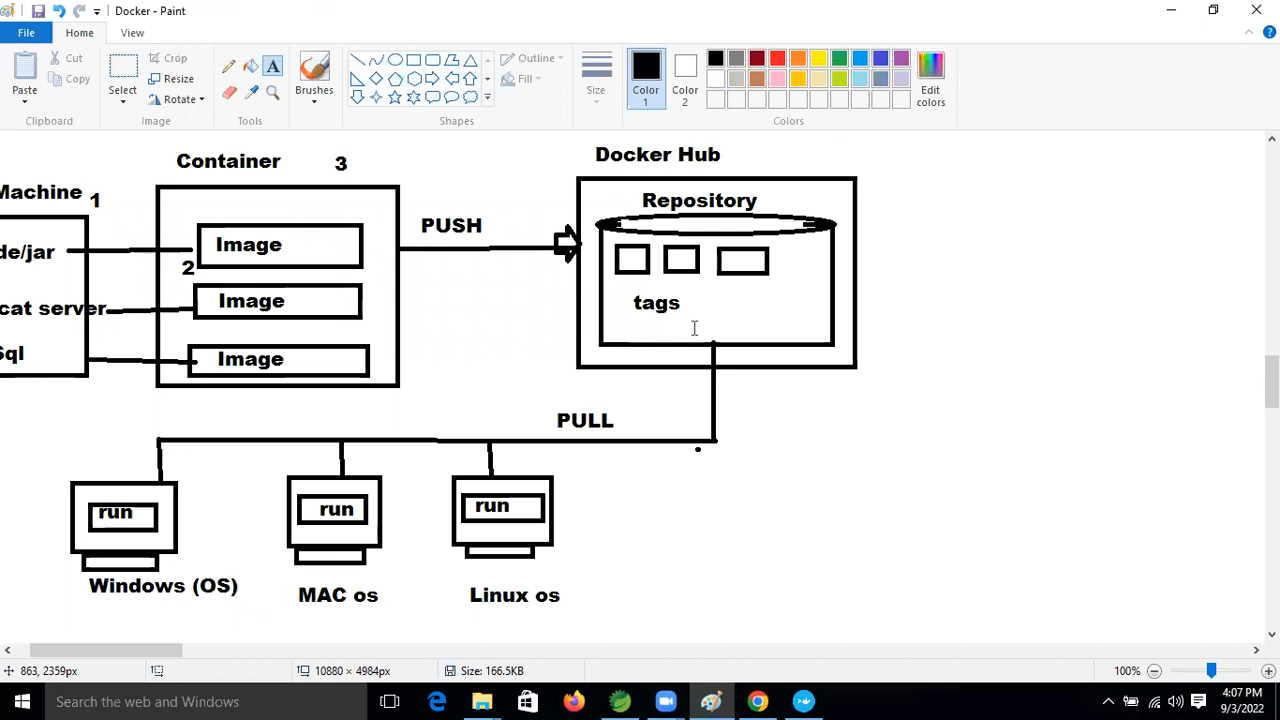 Docker - Paint
File
Home
View
Paste
Cut
Copy
Clipboard
Select
Crop
Resize
Rotate
Image
A
Tools
Brushes
Outline
Fill
Shapes
Size
Color 1
Color 2
Edit colors
Colors
Machine 1
de/jar
cat server
ql
Container 3
Image
2
Image
Image
PUSH
Docker Hub
Repository
tags
PULL
run
run
run
Windows (OS)
MAC os
Linux os
863, 2359px
10880 × 4984px
Size: 166.5KB
100%
Search the web and Windows
4:07 PM
9/3/2022